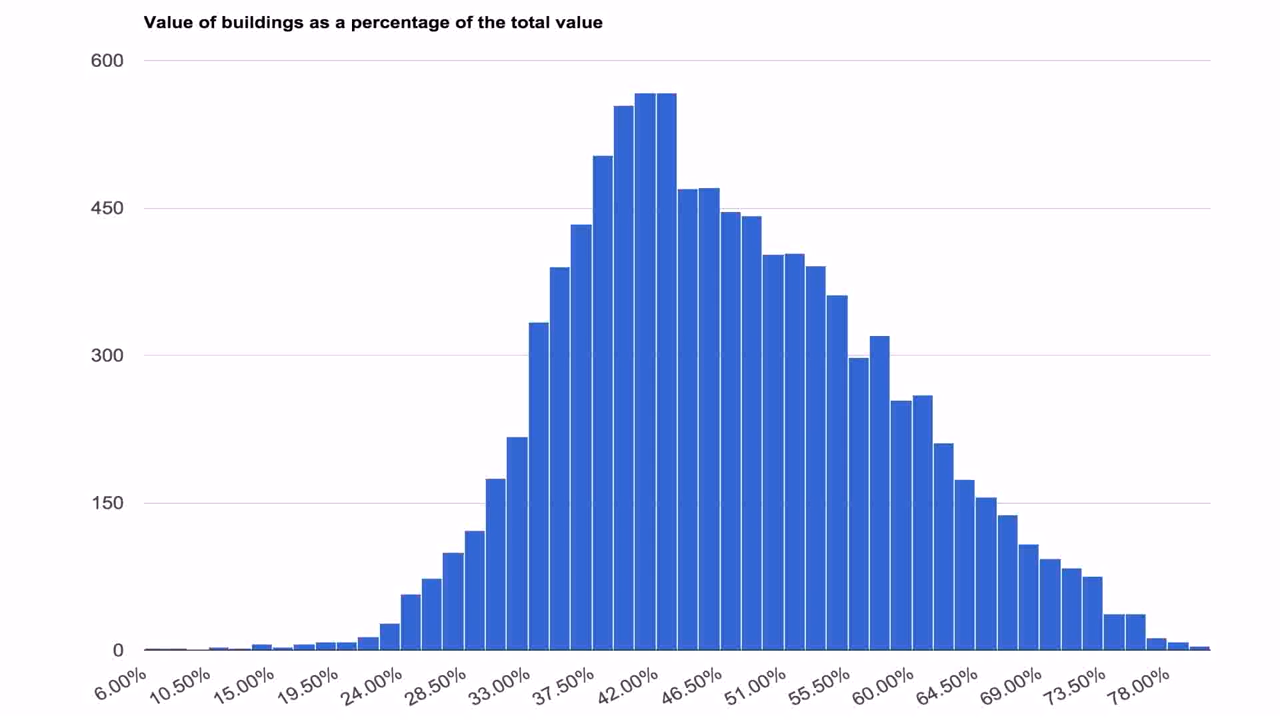 Value of buildings as a percentage of the total value
600
450
300
150
0
6.00% 10.50% 15.00% 19.50% 24.00% 28.50% 33.00% 37.50% 42.00% 46.50% 51.00% 55.50% 60.00% 64.50% 69.00% 73.50% 78.00%